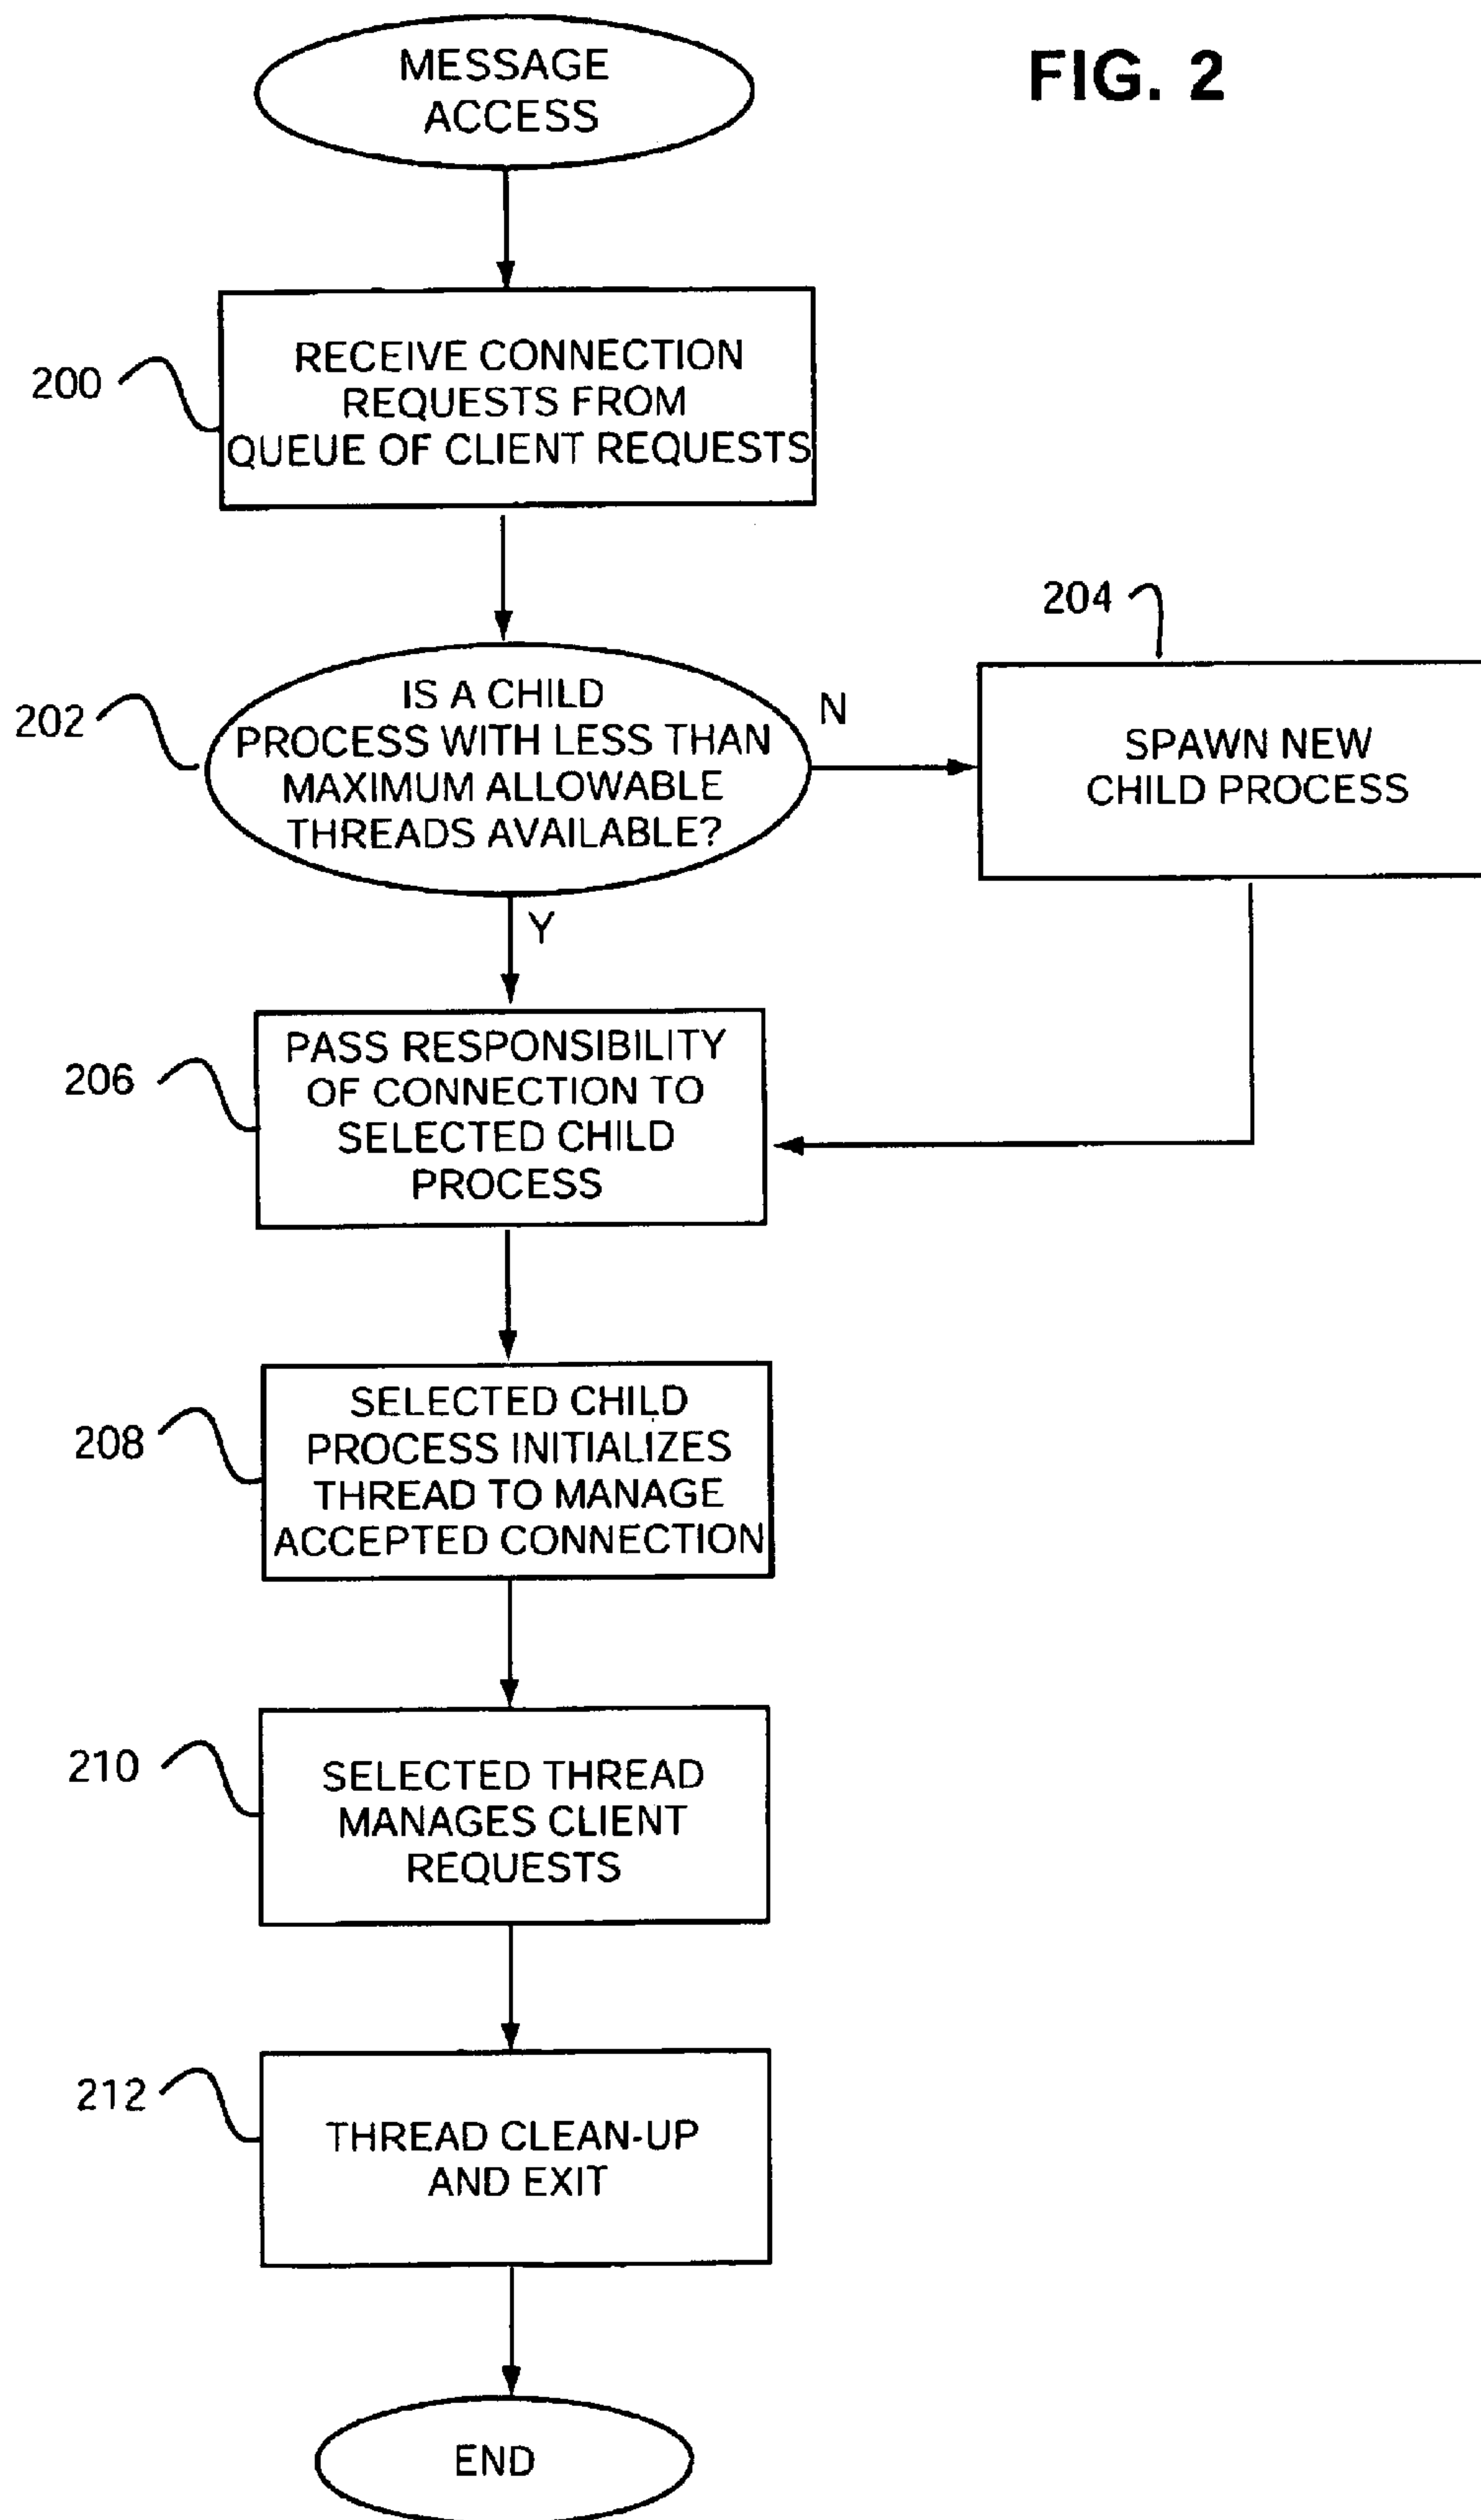 FIG. 2
MESSAGE
ACCESS
200
RECEIVE CONNECTION
REQUESTS FROM
QUEUE OF CLIENT REQUESTS
202
IS A CHILD
PROCESS WITH LESS THAN
MAXIMUM ALLOWABLE
THREADS AVAILABLE?
N
204
SPAWN NEW
CHILD PROCESS
Y
206
PASS RESPONSIBILITY
OF CONNECTION TO
SELECTED CHILD
PROCESS
208
SELECTED CHILD
PROCESS INITIALIZES
THREAD TO MANAGE
ACCEPTED CONNECTION
210
SELECTED THREAD
MANAGES CLIENT
REQUESTS
212
THREAD CLEAN-UP
AND EXIT
END